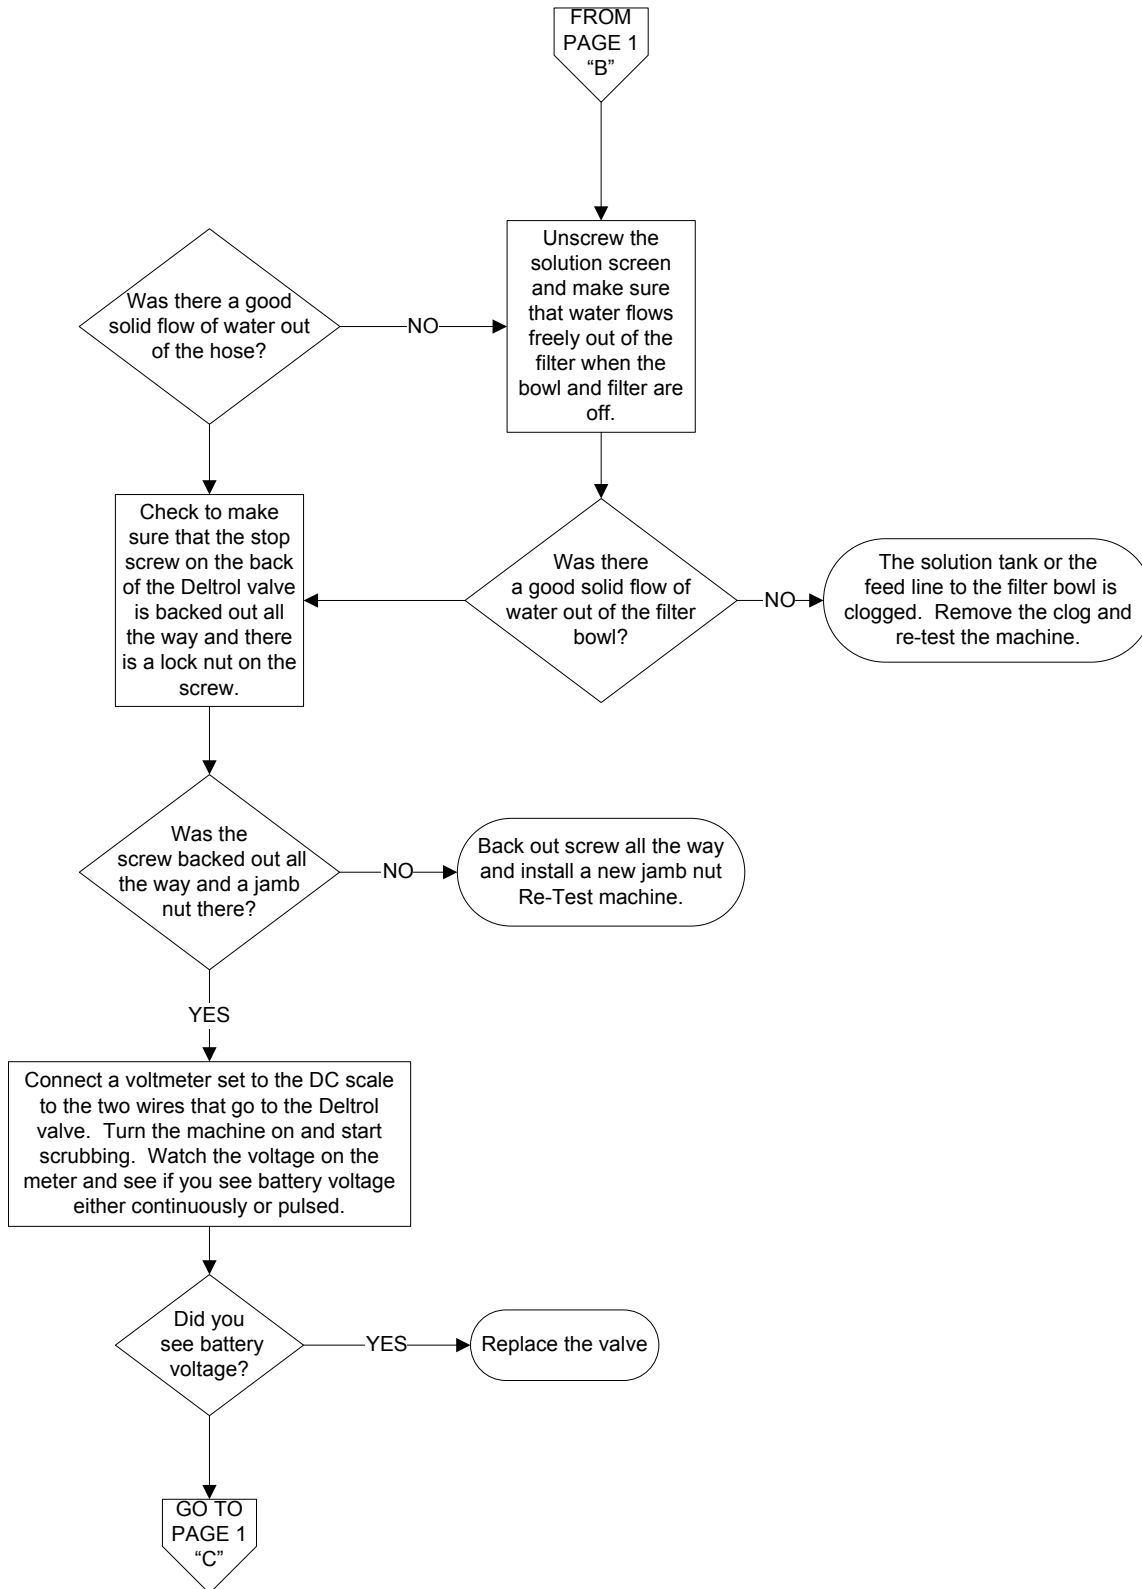 FROM
PAGE 1
“B”
Unscrew the
solution screen
and make sure
that water flows
freely out of the
filter when the
bowl and filter are
off.
Was there a good
solid flow of water out
of the hose?
NO
Check to make
sure that the stop
screw on the back
of the Deltrol valve
is backed out all
the way and there
is a lock nut on the
screw.
Was there
a good solid flow of
water out of the filter
bowl?
NO
The solution tank or the
feed line to the filter bowl is
clogged.  Remove the clog and
re-test the machine.
Was the
screw backed out all
the way and a jamb
nut there?
NO
Back out screw all the way
and install a new jamb nut
Re-Test machine.
YES
Connect a voltmeter set to the DC scale
to the two wires that go to the Deltrol
valve.  Turn the machine on and start
scrubbing.  Watch the voltage on the
meter and see if you see battery voltage
either continuously or pulsed.
Did you
see battery
voltage?
YES
Replace the valve
GO TO
PAGE 1
“C”